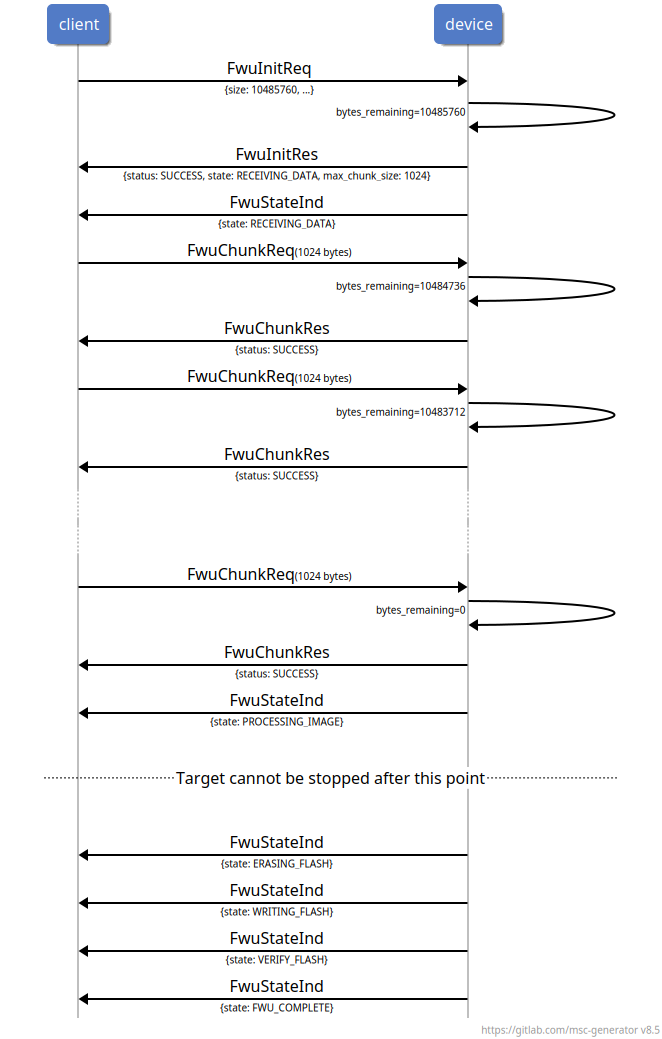 client
device
FwuInitReq
{size: 10485760, ...}
bytes_remaining=10485760
FwuInitRes
{status: SUCCESS, state: RECEIVING_DATA, max_chunk_size: 1024}
FwuStateInd
{state: RECEIVING_DATA}
FwuChunkReq(1024 bytes)
bytes_remaining=10484736
FwuChunkRes
{status: SUCCESS}
FwuChunkReq(1024 bytes)
bytes_remaining=10483712
FwuChunkRes
{status: SUCCESS}
FwuChunkReq(1024 bytes)
bytes_remaining=0
FwuChunkRes
{status: SUCCESS}
FwuStateInd
{state: PROCESSING_IMAGE}
Target cannot be stopped after this point
FwuStateInd
{state: ERASING_FLASH}
FwuStateInd
{state: WRITING_FLASH}
FwuStateInd
{state: VERIFY_FLASH}
FwuStateInd
{state: FWU_COMPLETE}
https://gitlab.com/msc-generator v8.5